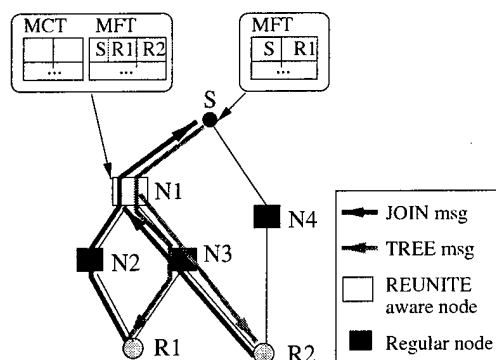 MCT MFT
S R1 R2
... ...
MFT
S R1
...
S
N1
N4
N2
N3
R1
R2
JOIN msg
TREE msg
REUNITE
aware node
Regular node